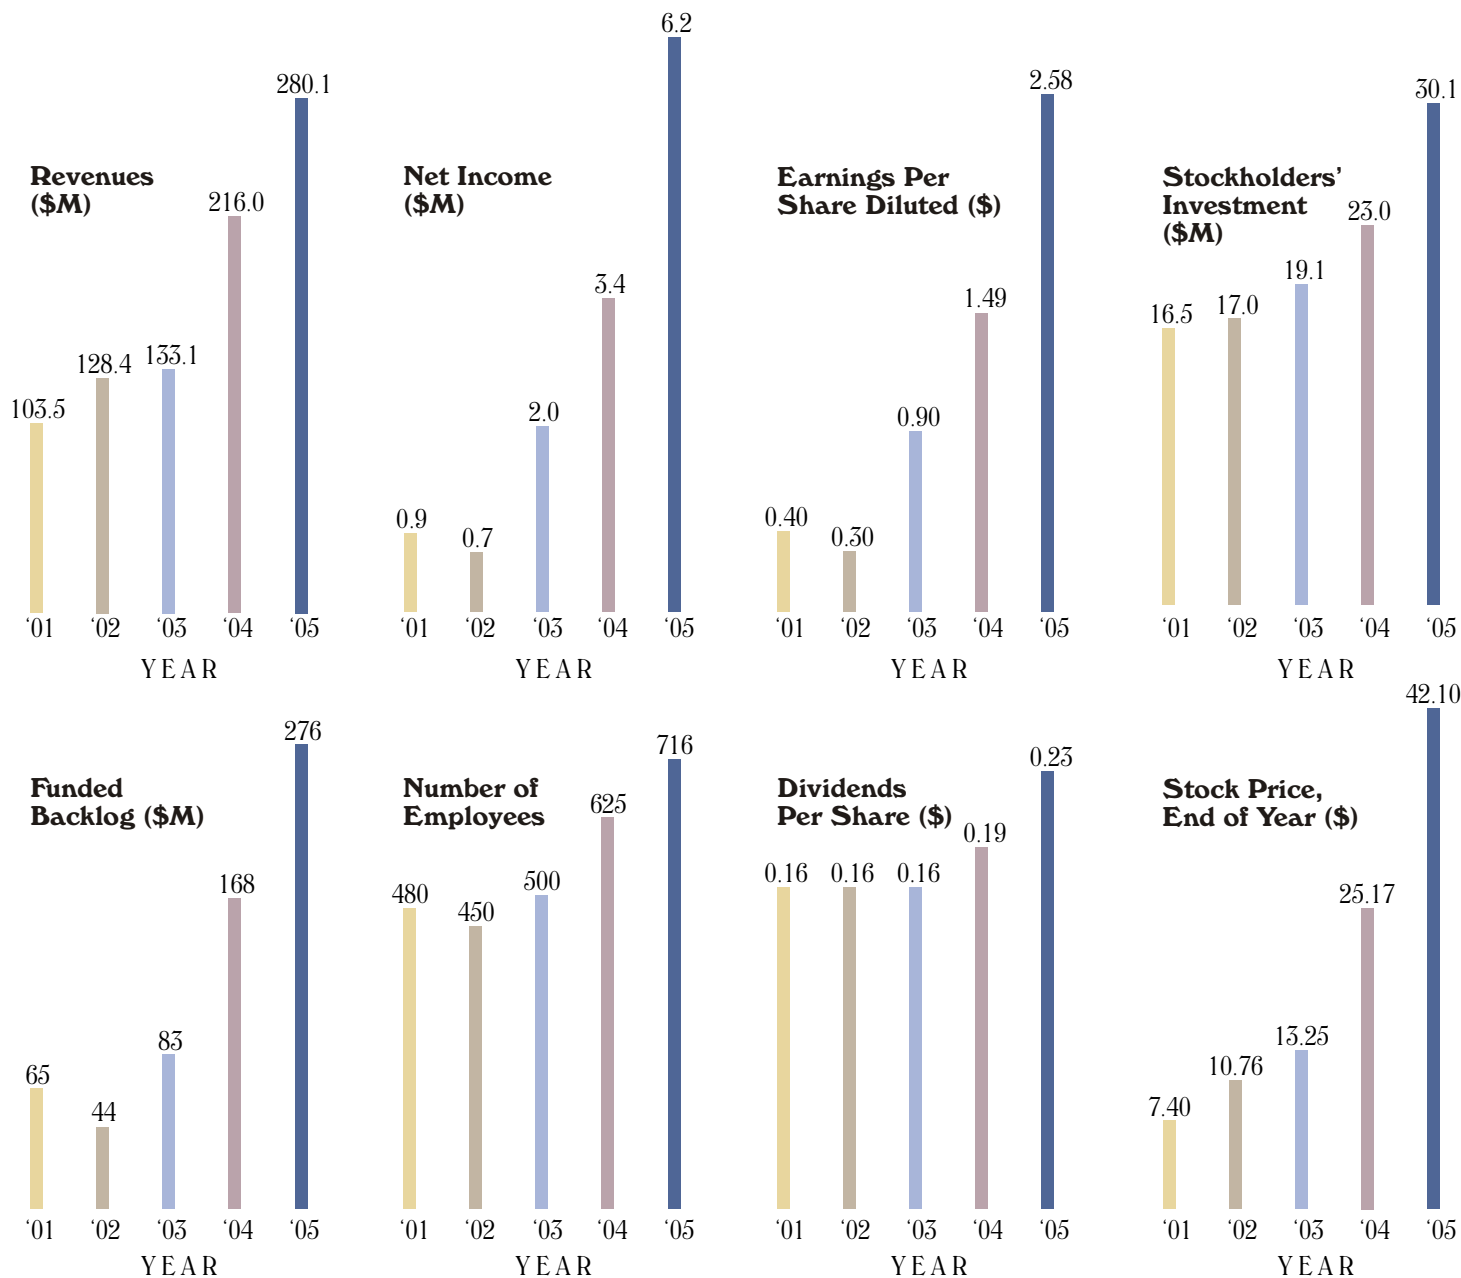 Revenues
($M)
103.5
128.4
133.1
216.0
280.1
‘01 ‘02 ‘03 ‘04 ‘05
YEAR
Net Income
($M)
0.9
0.7
2.0
3.4
6.2
‘01 ‘02 ‘03 ‘04 ‘05
YEAR
Earnings Per
Share Diluted ($)
0.40
0.30
0.90
1.49
2.58
‘01 ‘02 ‘03 ‘04 ‘05
YEAR
Stockholders’
Investment
($M)
16.5
17.0
19.1
23.0
30.1
‘01 ‘02 ‘03 ‘04 ‘05
YEAR
Funded
Backlog ($M)
65
44
83
168
276
‘01 ‘02 ‘03 ‘04 ‘05
YEAR
Number of
Employees
480
450
500
625
716
‘01 ‘02 ‘03 ‘04 ‘05
YEAR
Dividends
Per Share ($)
0.16
0.16
0.16
0.19
0.23
‘01 ‘02 ‘03 ‘04 ‘05
YEAR
Stock Price,
End of Year ($)
7.40
10.76
13.25
25.17
42.10
‘01 ‘02 ‘03 ‘04 ‘05
YEAR